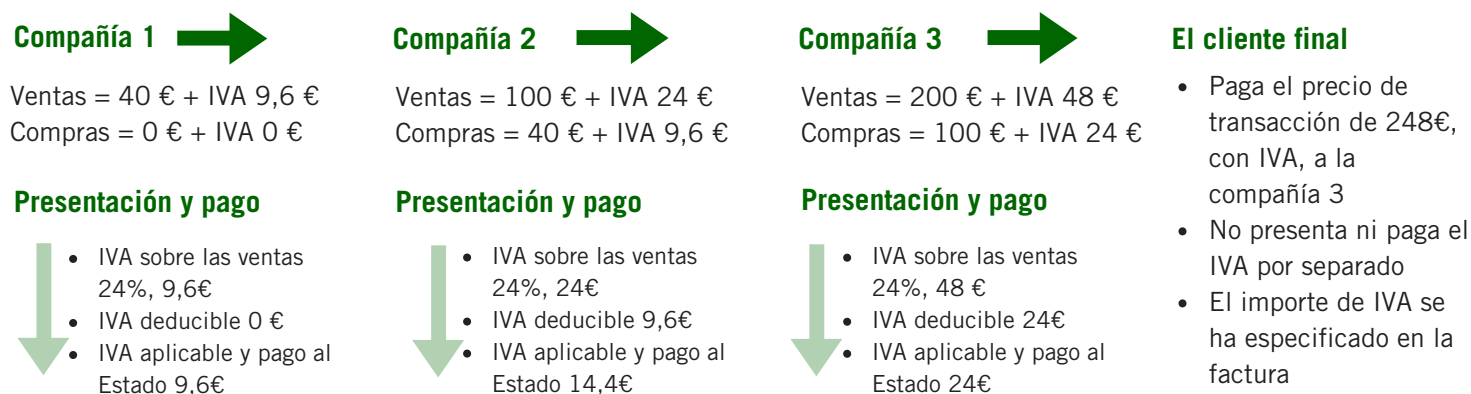 Compañía 1
Ventas = 40 € + IVA 9,6 €
Compras = 0 € + IVA 0 €
Presentación y pago
• IVA sobre las ventas
24%, 9,6€
• IVA deducible 0 €
• IVA aplicable y pago al
Estado 9,6€
Compañía 2
Ventas = 100 € + IVA 24 €
Compras = 40 € + IVA 9,6 €
Presentación y pago
• IVA sobre las ventas
24%, 24€
• IVA deducible 9,6€
• IVA aplicable y pago al
Estado 14,4€
Compañía 3
Ventas = 200 € + IVA 48 €
Compras = 100 € + IVA 24 €
Presentación y pago
• IVA sobre las ventas
24%, 48 €
• IVA deducible 24€
• IVA aplicable y pago al
Estado 24€
El cliente final
• Paga el precio de
transacción de 248€,
con IVA, a la
compañía 3
• No presenta ni paga el
IVA por separado
• El importe de IVA se
ha especificado en la
factura